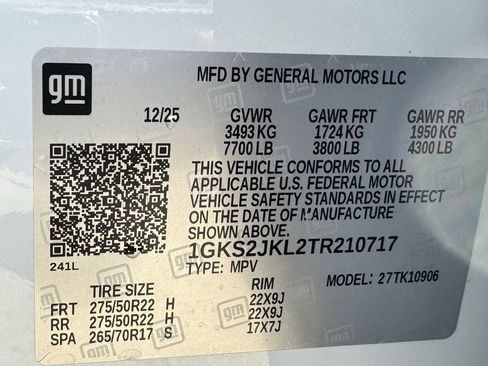 gm
MFD BY GENERAL MOTORS LLC
12/25 GVWR GAWR FRT GAWR RR
3493 KG 1724 KG 1950 KG
7700 LB 3800 LB 4300 LB
THIS VEHICLE CONFORMS TO ALL
APPLICABLE U.S. FEDERAL MOTOR
VEHICLE SAFETY STANDARDS IN EFFECT
ON THE DATE OF MANUFACTURE
SHOWN ABOVE.
241L
1GKS2JKL2TR210717
TYPE: MPV MODEL: 27TK10906
TIRE SIZE RIM
FRT 275/50R22 H 22X9J
RR 275/50R22 H 22X9J
SPA 265/70R17 S 17X7J